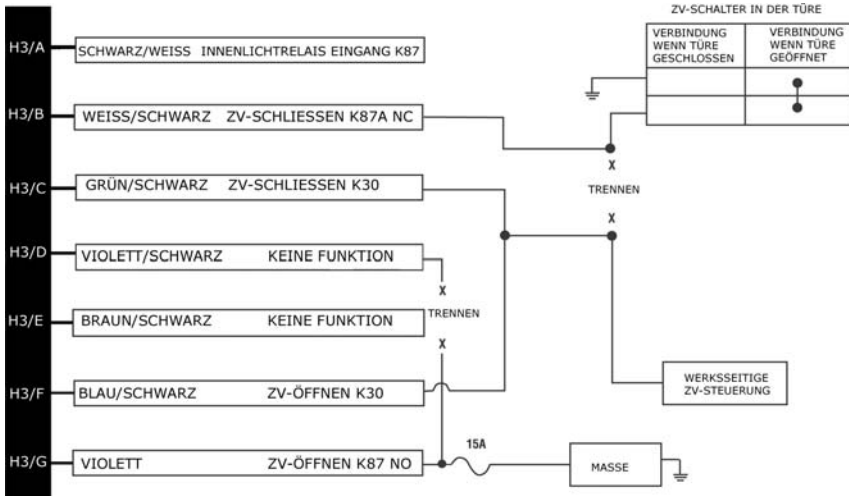 ZV-SCHALTER IN DER TÜRE
VERBINDUNG
WENN TÜRE
GESCHLOSSEN
VERBINDUNG
WENN TÜRE
GEÖFFNET
H3/A
SCHWARZ/WEISS INNENLICHTRELAIS EINGANG K87
H3/B
WEISS/SCHWARZ ZV-SCHLIESSEN K87A NC
X
TRENNEN
X
H3/C
GRÜN/SCHWARZ ZV-SCHLIESSEN K30
H3/D
VIOLETT/SCHWARZ KEINE FUNKTION
X
TRENNEN
X
H3/E
BRAUN/SCHWARZ KEINE FUNKTION
H3/F
BLAU/SCHWARZ ZV-ÖFFNEN K30
WERKSEITIGE
ZV-STEUERUNG
H3/G
VIOLETT ZV-ÖFFNEN K87 NO
15A
MASSE